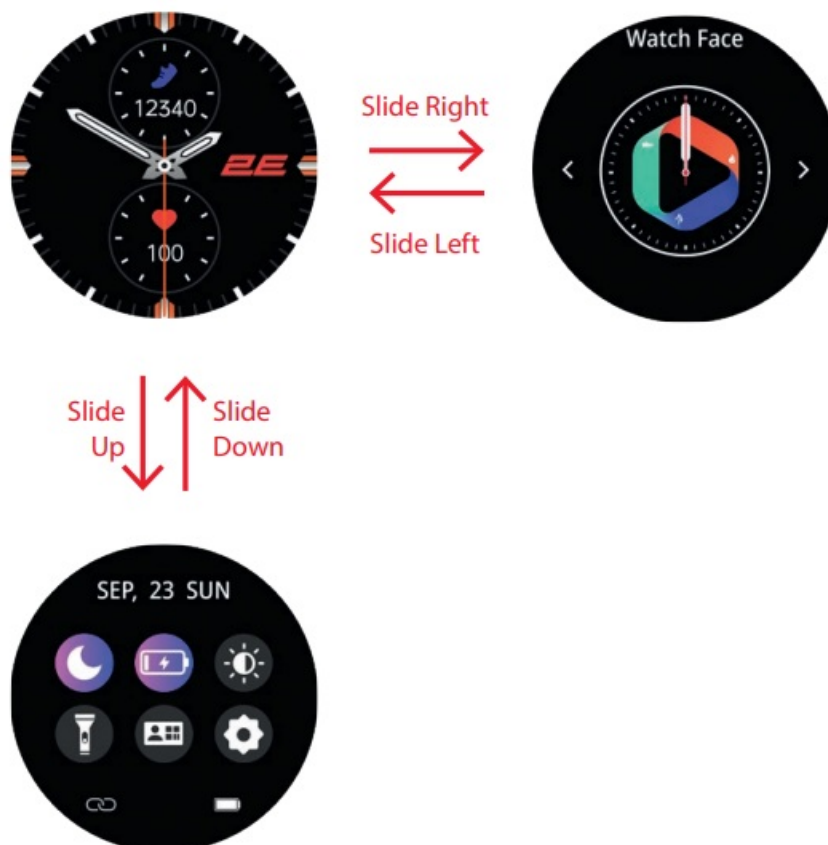 12340
2E
100
Slide Right
Slide Left
Watch Face
Slide
Up
Slide
Down
SEP, 23 SUN